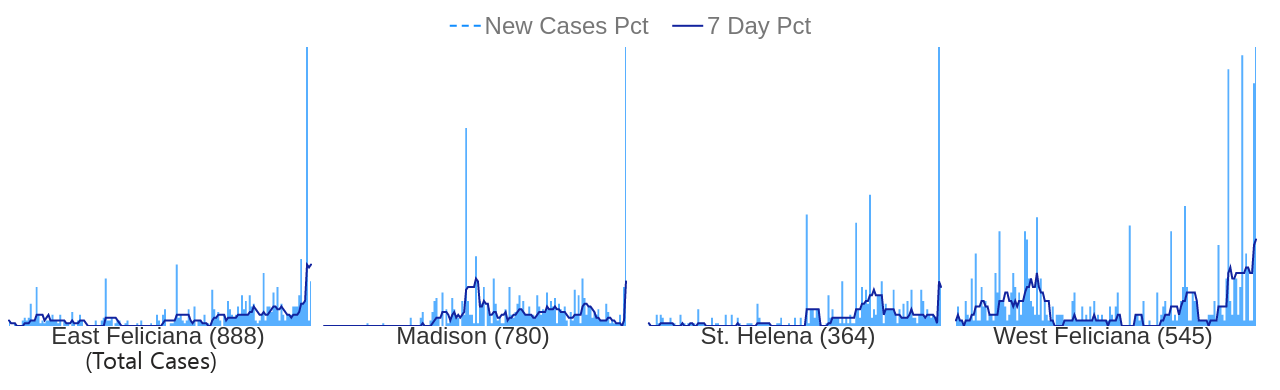 New Cases Pct 7 Day Pct
East Feliciana (888) Madison (780) St. Helena (364) West Feliciana (545)
(Total Cases)